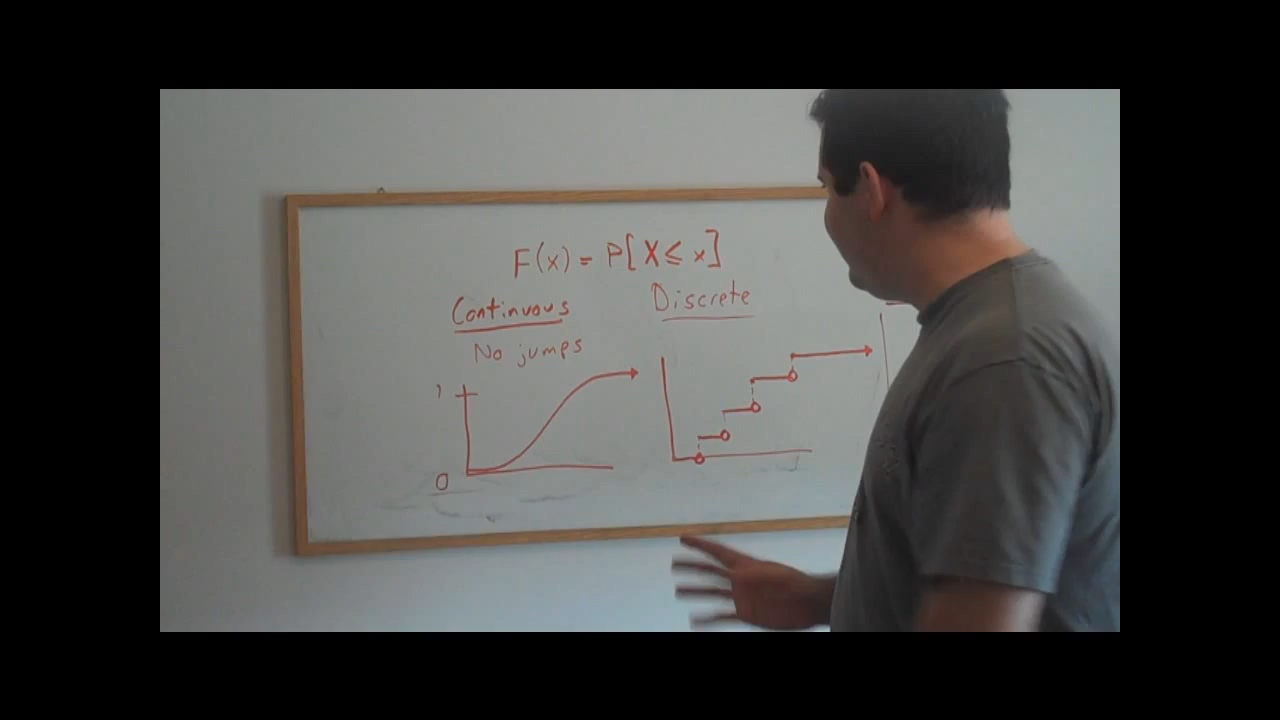 F(x) = P[X ≤ x]
Continuous
Discrete
No jumps
1
0